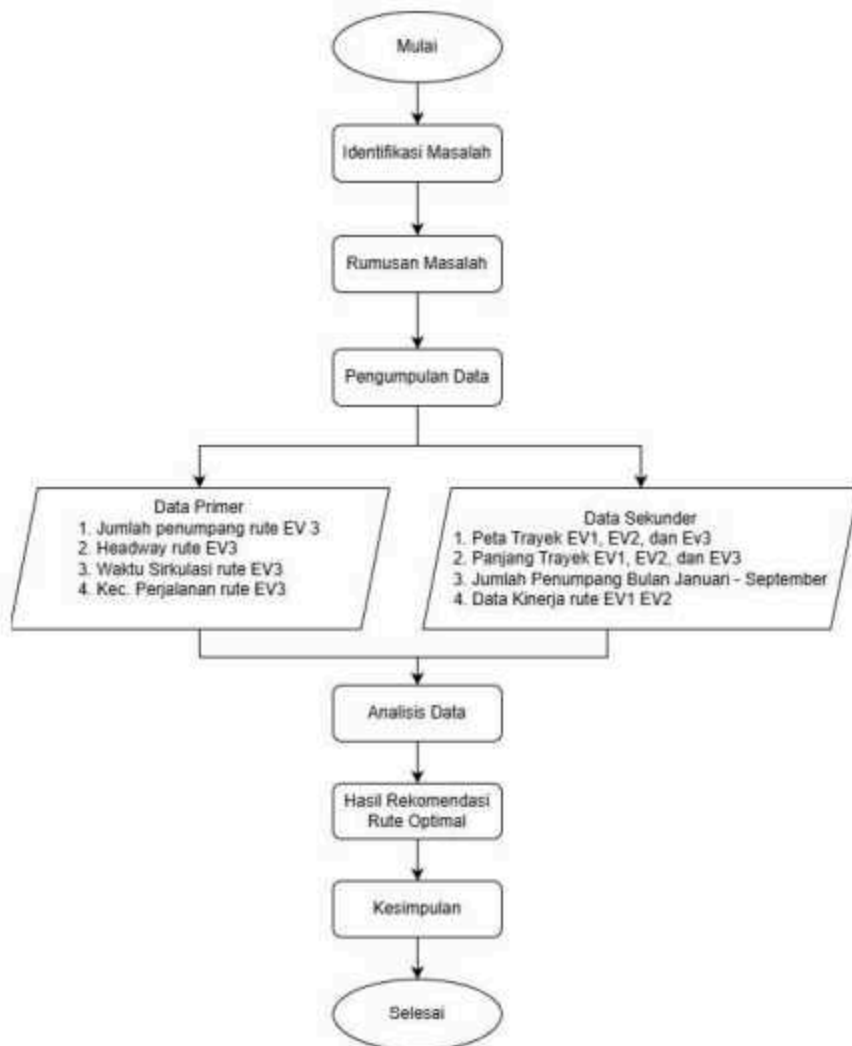 Mulai
Identifikasi Masalah
Rumusan Masalah
Pengumpulan Data
Data Primer
1. Jumlah penumpang rute EV 3
2. Headway rute EV3
3. Waktu Sirkulasi rute EV3
4. Kec. Perjalanan rute EV3
Data Sekunder
1. Peta Trayek EV1, EV2, dan Ev3
2. Panjang Trayek EV1, EV2, dan EV3
3. Jumlah Penumpang Bulan Januari - September
4. Data Kinerja rute EV1 EV2
Analisis Data
Hasil Rekomendasi
Rute Optimal
Kesimpulan
Selesai